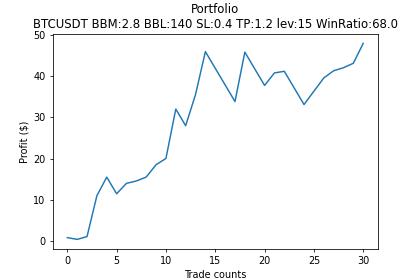 Portfolio
BTCUSDT BBM:2.8 BBL:140 SL:0.4 TP:1.2 lev:15 WinRatio:68.0
Profit ($)
50
40
30
20
10
0
0 5 10 15 20 25 30
Trade counts